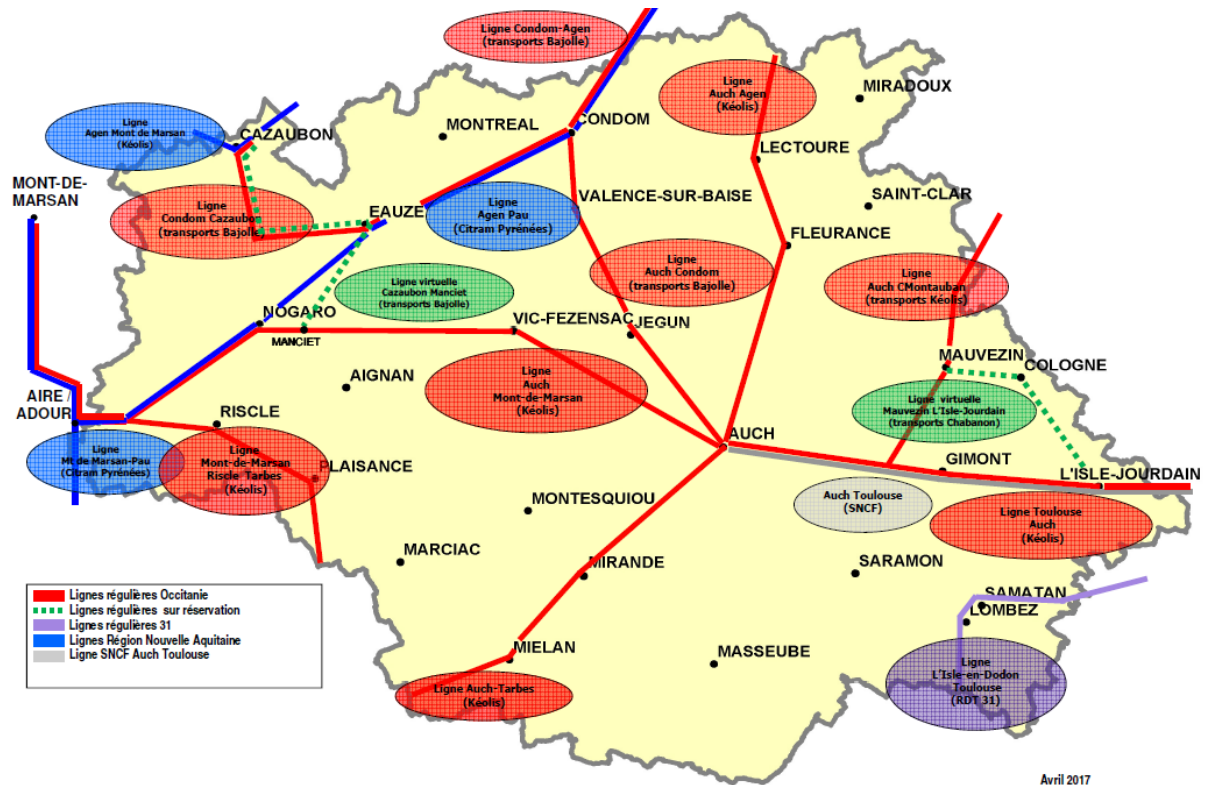 Ligne Condom-Agen
(transports Bajolle)
Ligne
Auch Agen
(Kéolis)
MIRADOUX
Ligne
Agen Mont de Marsan
(Kéolis)
CAZAUBON
MONTREAL
CONDOM
LECTOURE
MONT-DE-
MARSAN
Ligne
Condom Cazaubon
(transports Bajolle)
EAUZE
Ligne
Agen Pau
(Citram Pyrénées)
VALENCE-SUR-BAISE
SAINT-CLAR
FLEURANCE
Ligne virtuelle
Cazaubon Manciet
(transports Bajolle)
Ligne
Auch Condom
(transports Bajolle)
Ligne
Auch CMontauban
(transports Kéolis)
NOGARO
MANCIET
VIC-FEZENSAC
JEGUN
MAUVEZIN
COLOGNE
AIGNAN
Ligne
Auch
Mont-de-Marsan
(Kéolis)
Ligne virtuelle
Mauvezin L'Isle-Jourdain
(transports Chabanon)
AIRE /
ADOUR
RISCLE
AUCH
GIMONT
L'ISLE-JOURDAIN
Ligne
Mt de Marsan-Pau
(Citram Pyrénées)
Ligne
Mont-de-Marsan
Riscle Tarbes
(Kéolis)
PLAISANCE
MONTESQUIOU
Auch Toulouse
(SNCF)
Ligne Toulouse
Auch
(Kéolis)
MARCIAC
MIRANDE
SARAMON
SAMATAN
LOMBEZ
Lignes régulières Occitanie
Lignes régulières sur réservation
Lignes régulières 31
Lignes Région Nouvelle Aquitaine
Ligne SNCF Auch Toulouse
MIELAN
MASSEUBE
Ligne
L'Isle-en-Dodon
Toulouse
(RDT 31)
Ligne Auch-Tarbes
(Kéolis)
Avril 2017